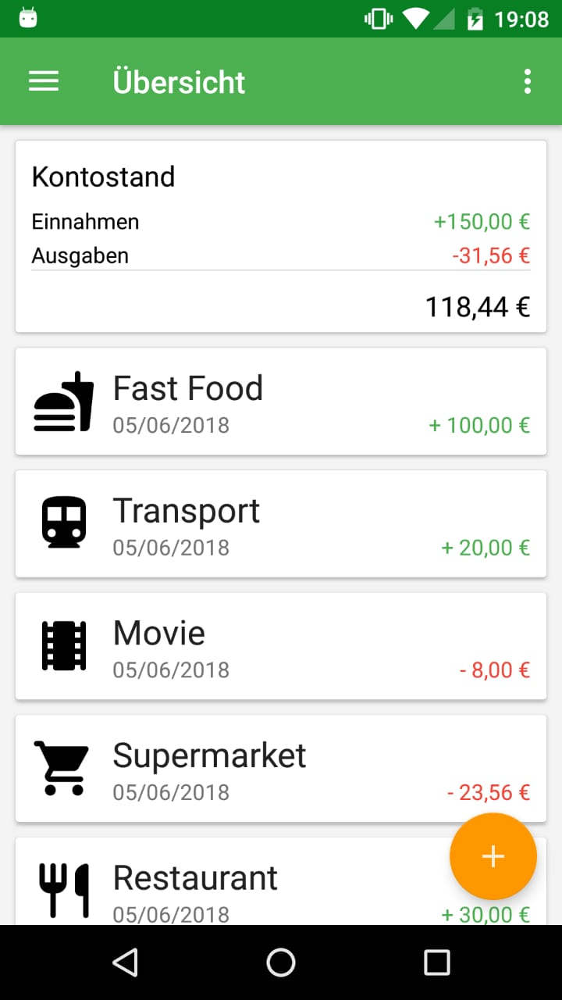 19:08
Übersicht
Kontostand
Einnahmen +150,00 €
Ausgaben -31,56 €
118,44 €
Fast Food
05/06/2018 + 100,00 €
Transport
05/06/2018 + 20,00 €
Movie
05/06/2018 - 8,00 €
Supermarket
05/06/2018 - 23,56 €
Restaurant
05/06/2018 + 30,00 €